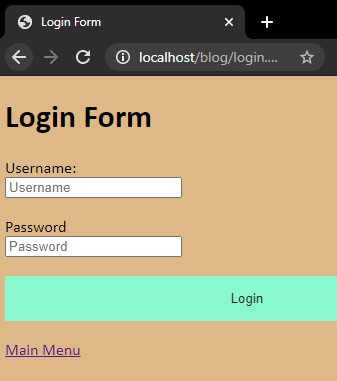 Login Form
localhost/blog/login....
Login Form
Username:
Username
Password
Password
Login
Main Menu